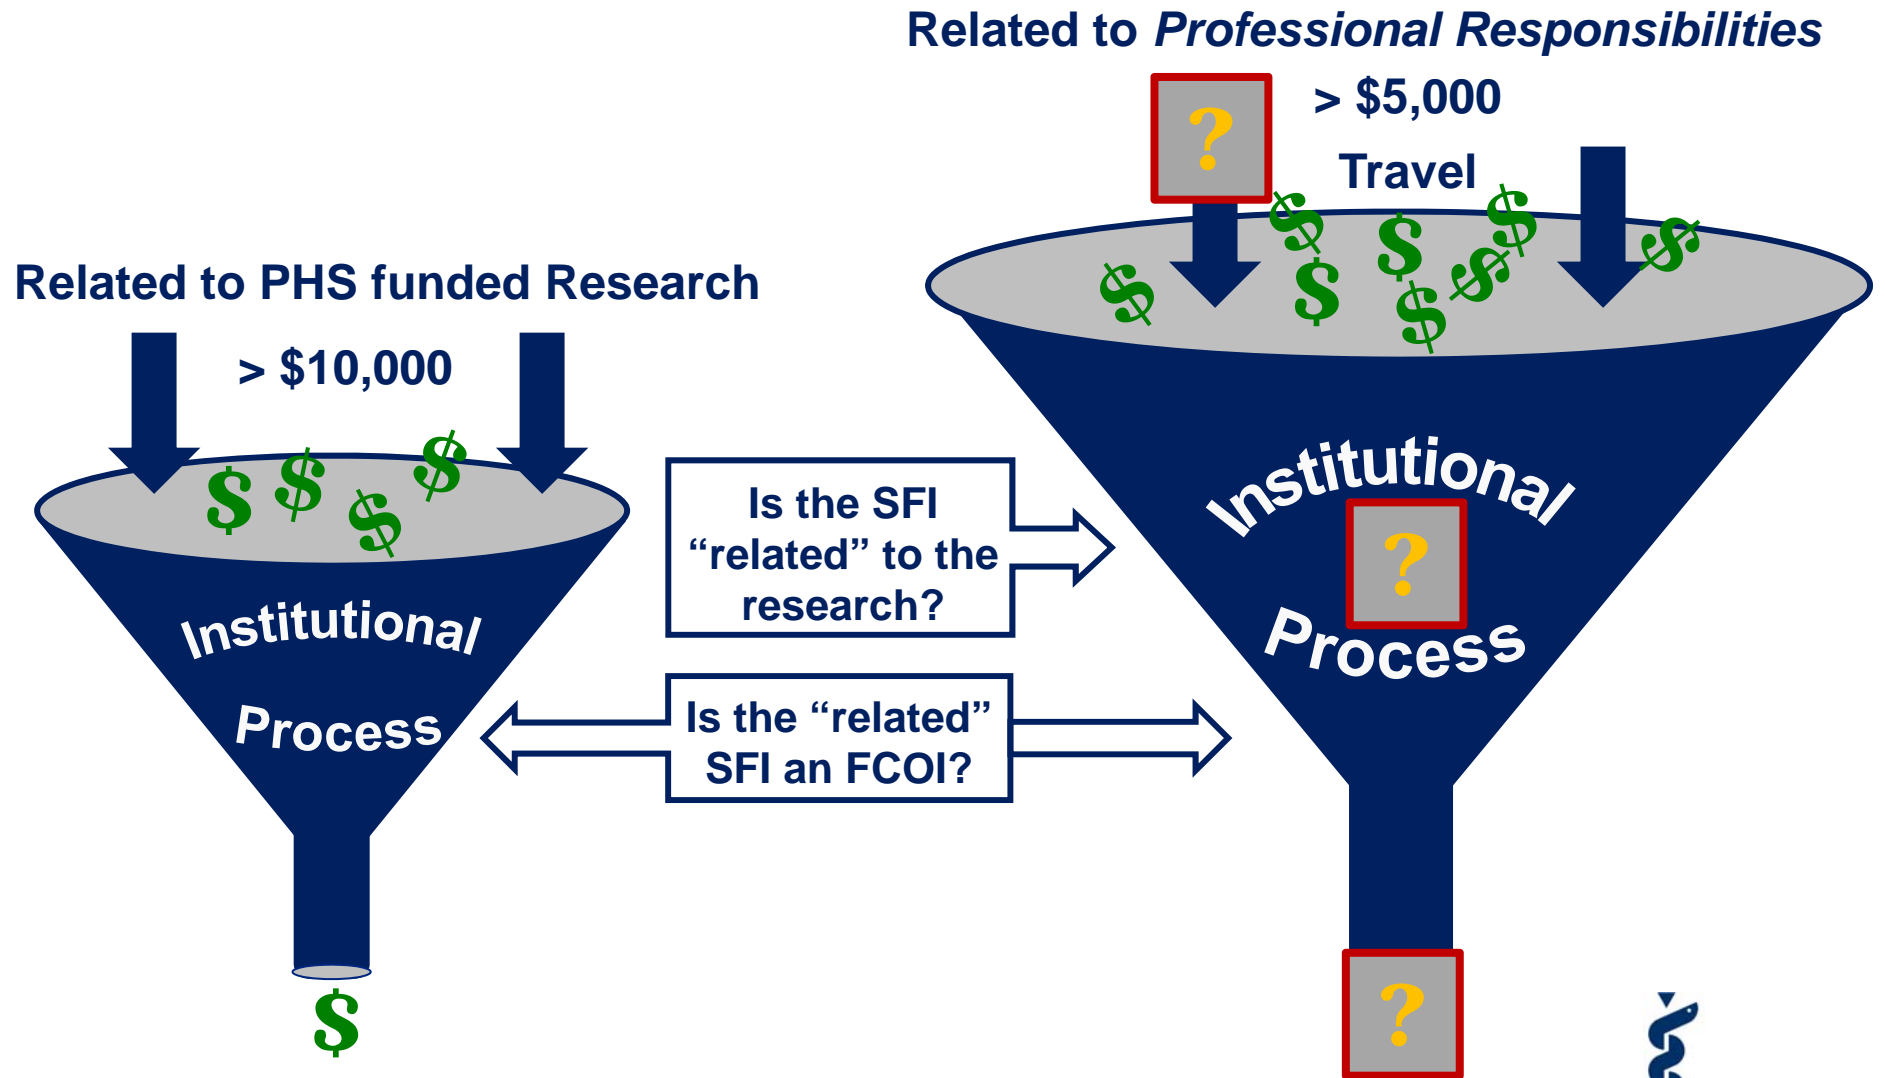 Related to Professional Responsibilities
?
> $5,000
Travel
$ $ $ $ $ $ $ $
Related to PHS funded Research
> $10,000
$ $ $ $
Institutional
Process
$
Is the SFI
“related” to the
research?
Is the “related”
SFI an FCOI?
Institutional
?
Process
?